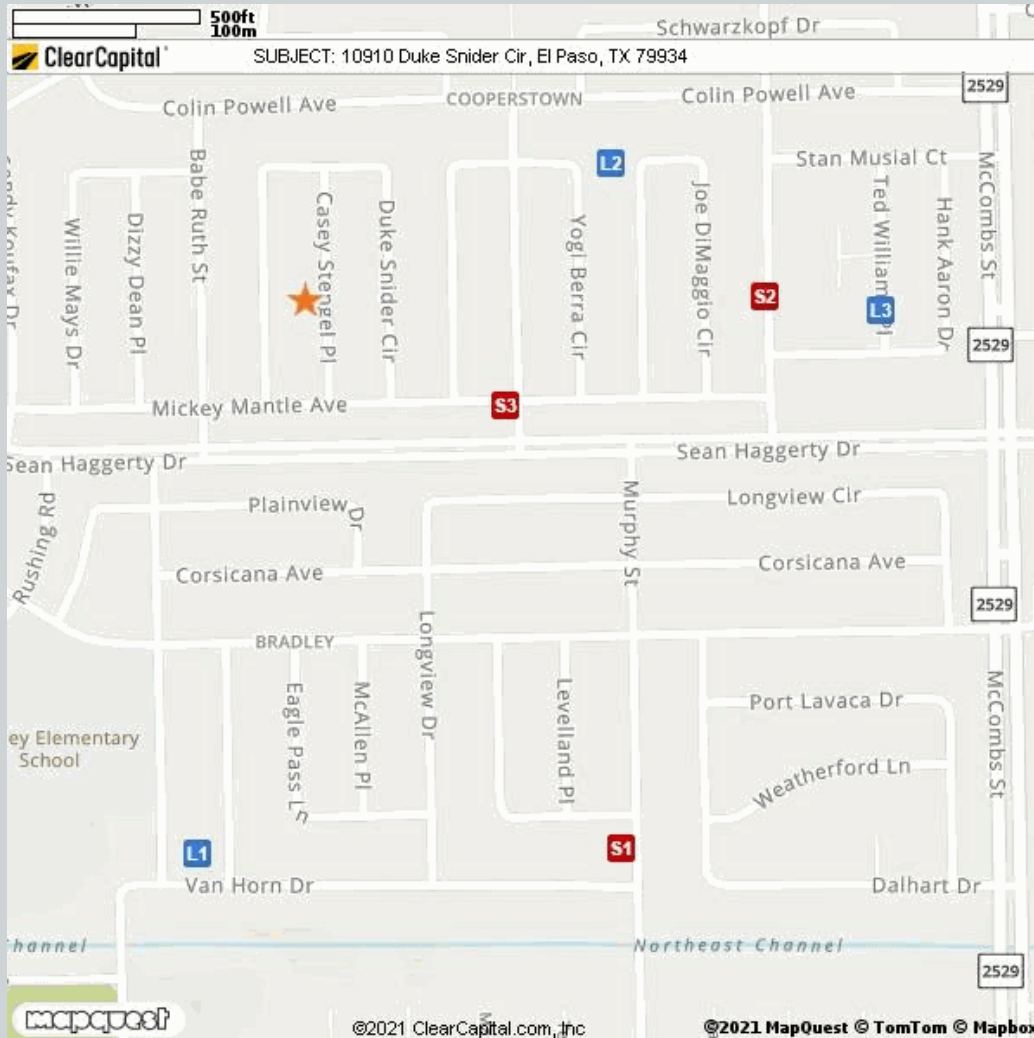 500ft
100m
Schwarzkopf Dr
ClearCapital
SUBJECT: 10910 Duke Snider Cir, El Paso, TX 79934
Colin Powell Ave
COOPERSTOWN
Colin Powell Ave
2529
L2
Stan Musial Ct
Babe Ruth St
McCombs St
Willie Mays Dr
Dizzy Dean Pl
Casey Stengel Pl
Duke Snider Cir
Yogi Berra Cir
Joe DiMaggio Cir
Ted William
Pl
Hank Aaron Dr
S2
L3
2529
Mickey Mantle Ave
S3
Sean Haggerty Dr
Sean Haggerty Dr
Rushing Rd
Plainview Dr
Murphy St
Longview Cir
Corsicana Ave
Corsicana Ave
2529
BRADLEY
Longview Dr
Eagle Pass Ln
McAllen Pl
Levelland Pl
Port Lavaca Dr
McCombs St
ey Elementary
School
Weatherford Ln
L1
S1
Van Horn Dr
Dalhart Dr
hannel
Northeast Channel
2529
mapquest
©2021 ClearCapital.com, Inc
©2021 MapQuest © TomTom © Mapbox